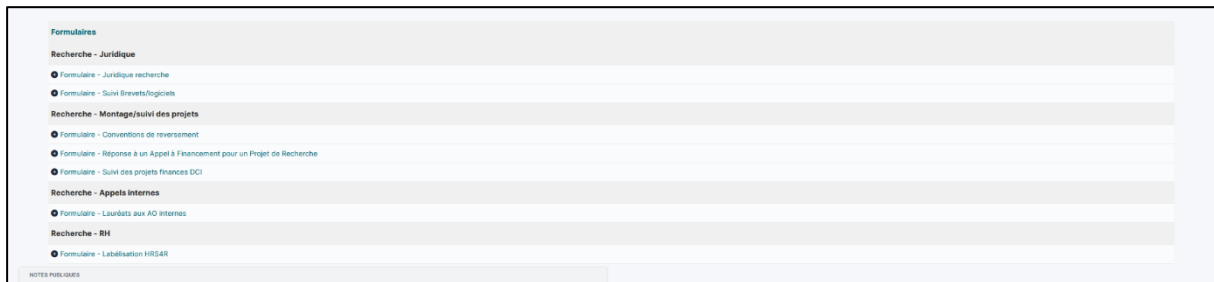 Formulaires
Recherche - Juridique
Formulaire - Juridique recherche
Formulaire - Suivi Brevets/logiciels
Recherche - Montage/suivi des projets
Formulaire - Conventions de reversement
Formulaire - Réponse à un Appel à Financement pour un Projet de Recherche
Formulaire - Suivi des projets finances DCI
Recherche - Appels internes
Formulaire - Lauréats aux AO internes
Recherche - RH
Formulaire - Labélisation HRS4R
NOTES PUBLIQUES